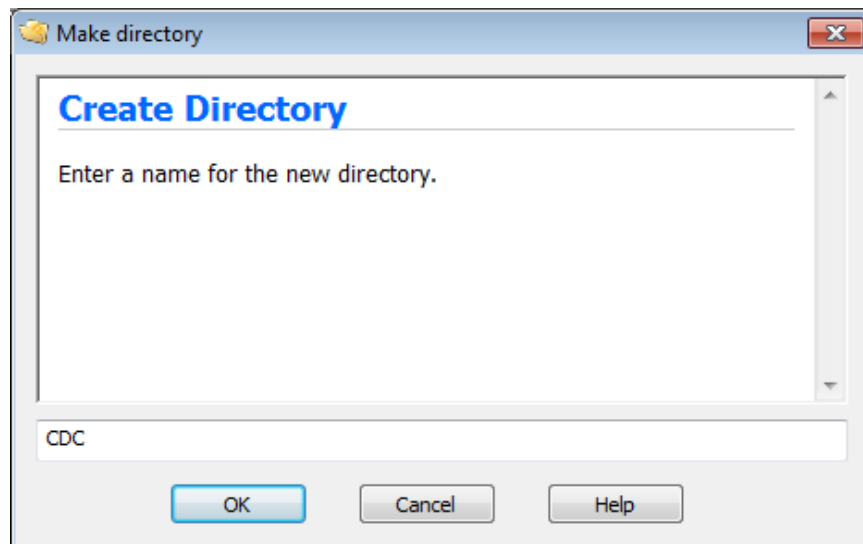 Make directory
Create Directory
Enter a name for the new directory.
CDC
OK Cancel Help